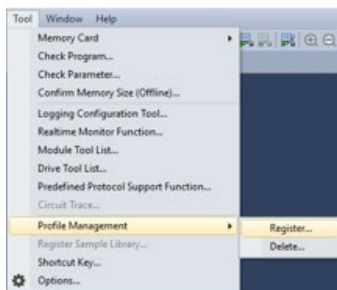 Tool Window Help
Memory Card
Check Program...
Check Parameter...
Confirm Memory Size (Offline)...
Logging Configuration Tool...
Realtime Monitor Function...
Module Tool List...
Drive Tool List...
Predefined Protocol Support Function...
Circuit Trace...
Profile Management
Register...
Register Sample Library...
Delete...
Shortcut Key...
Options...